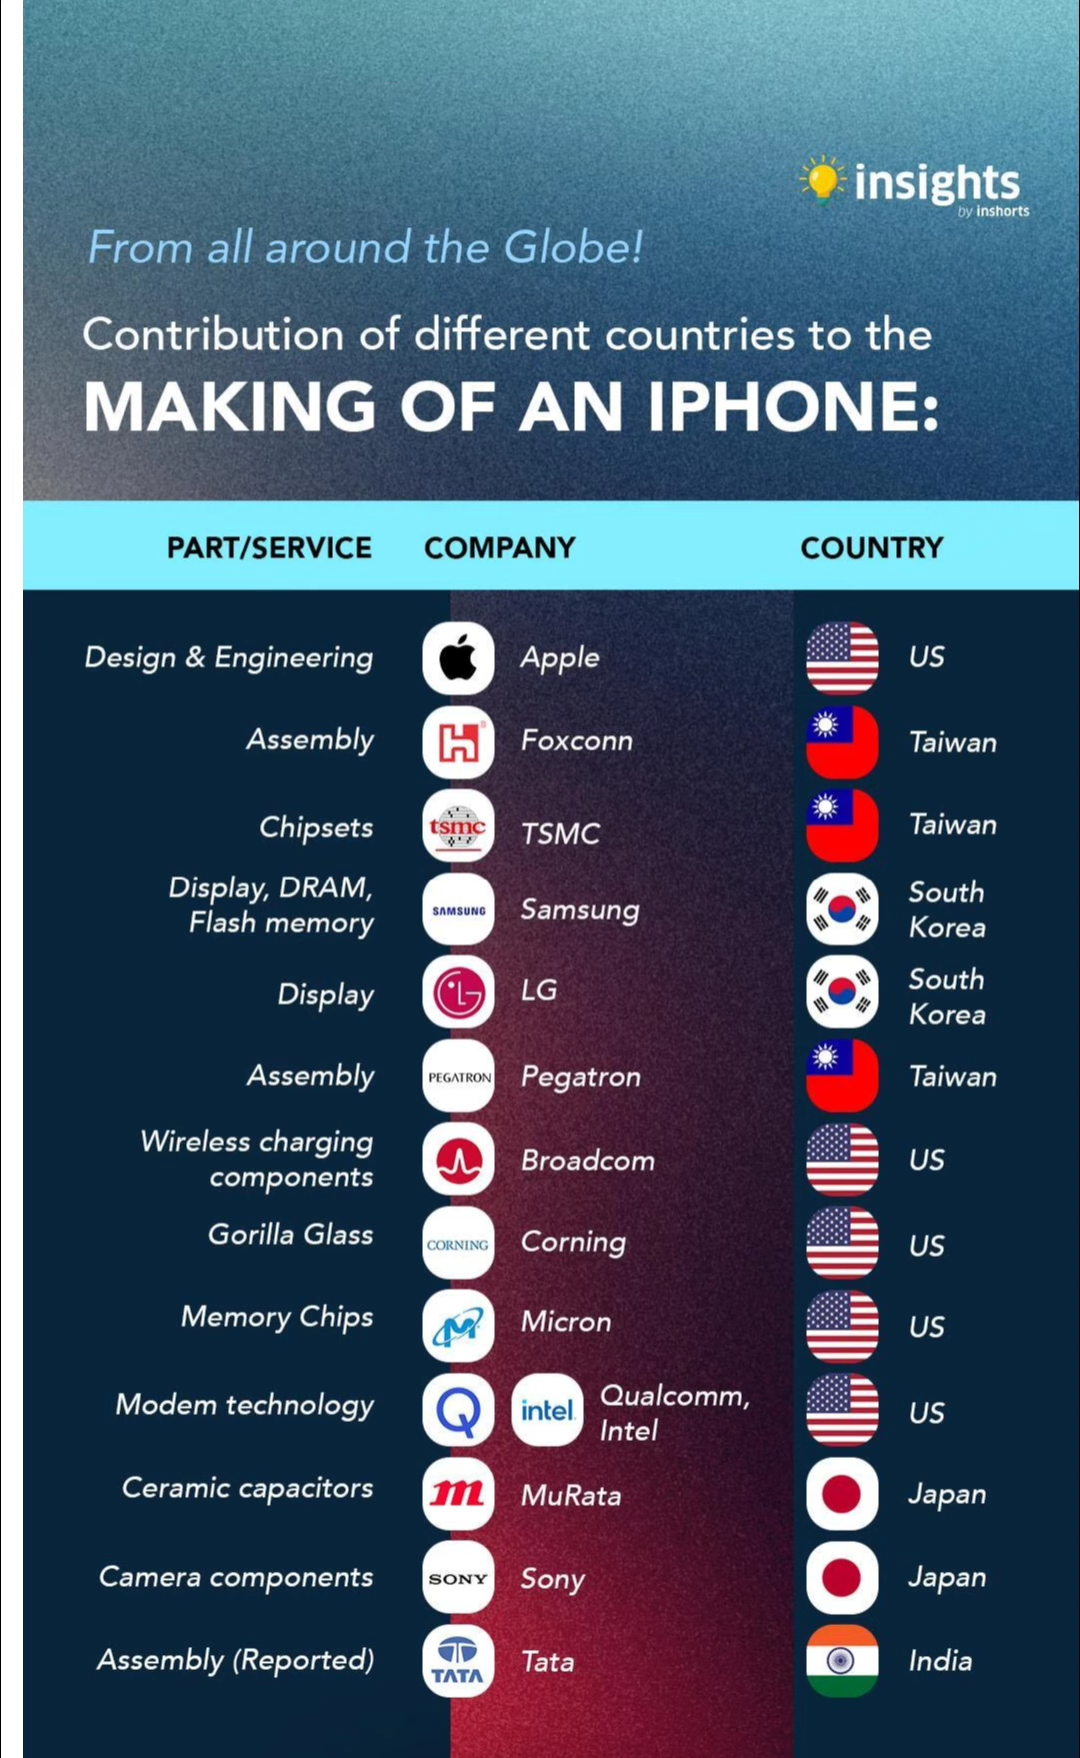 insights
by inshorts
From all around the Globe!
Contribution of different countries to the
MAKING OF AN IPHONE:
PART/SERVICE COMPANY COUNTRY
Design & Engineering Apple US
Assembly Foxconn Taiwan
Chipsets tsmc TSMC Taiwan
Display, DRAM,
Flash memory SAMSUNG Samsung South
Korea
Display LG LG South
Korea
Assembly PEGATRON Pegatron Taiwan
Wireless charging
components Broadcom US
Gorilla Glass CORNING Corning US
Memory Chips M Micron US
Modem technology Q intel. Qualcomm,
Intel US
Ceramic capacitors m MuRata Japan
Camera components SONY Sony Japan
Assembly (Reported) TATA Tata India